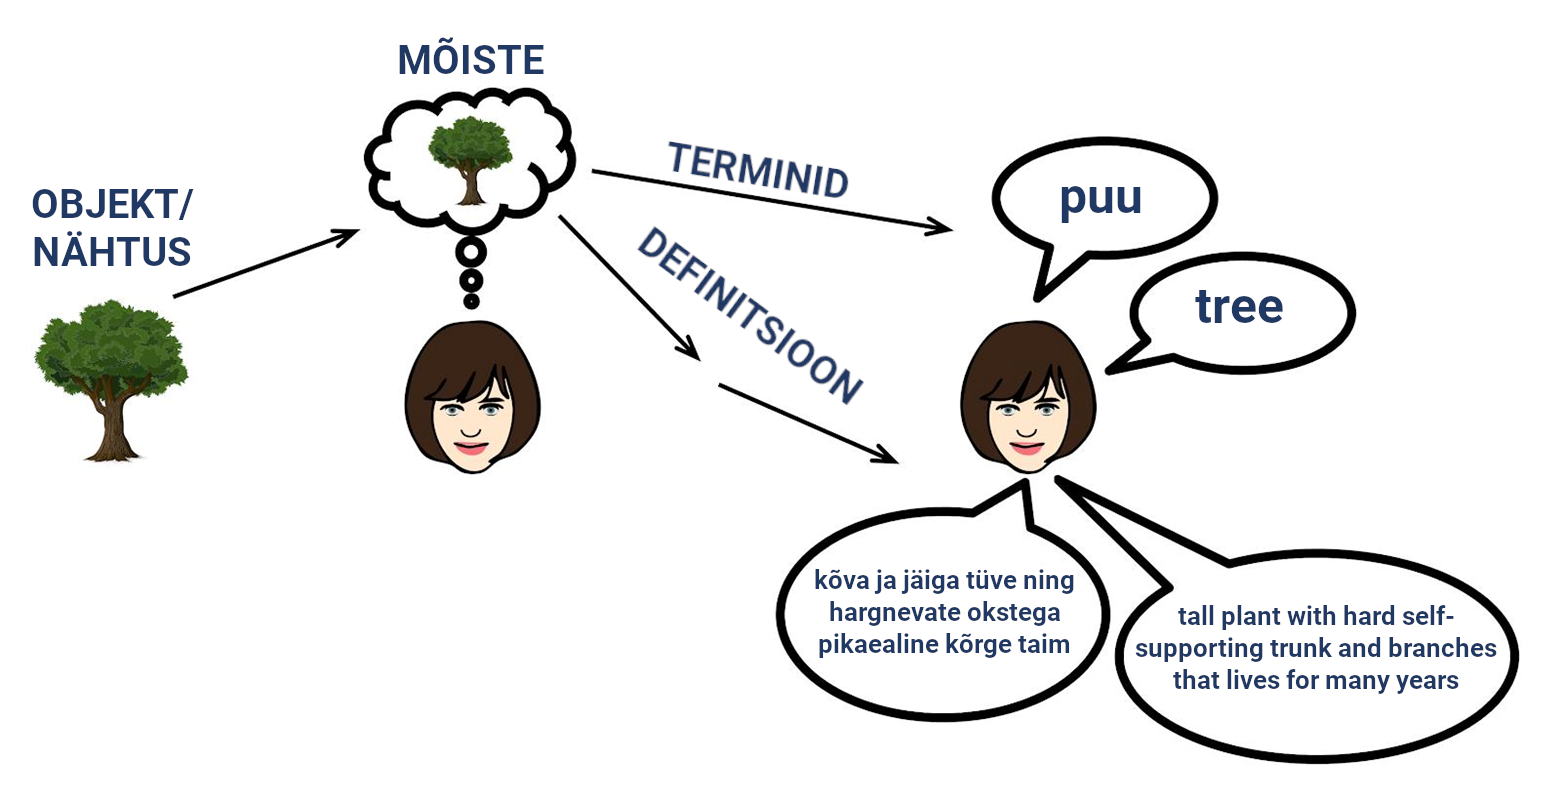 MÕISTE
OBJEKT/
NÄHTUS
TERMINID
DEFINITSIOON
puu
tree
kõva ja jäiga tüve ning
hargnevate okstega
pikaealine kõrge taim
tall plant with hard self-
supporting trunk and branches
that lives for many years